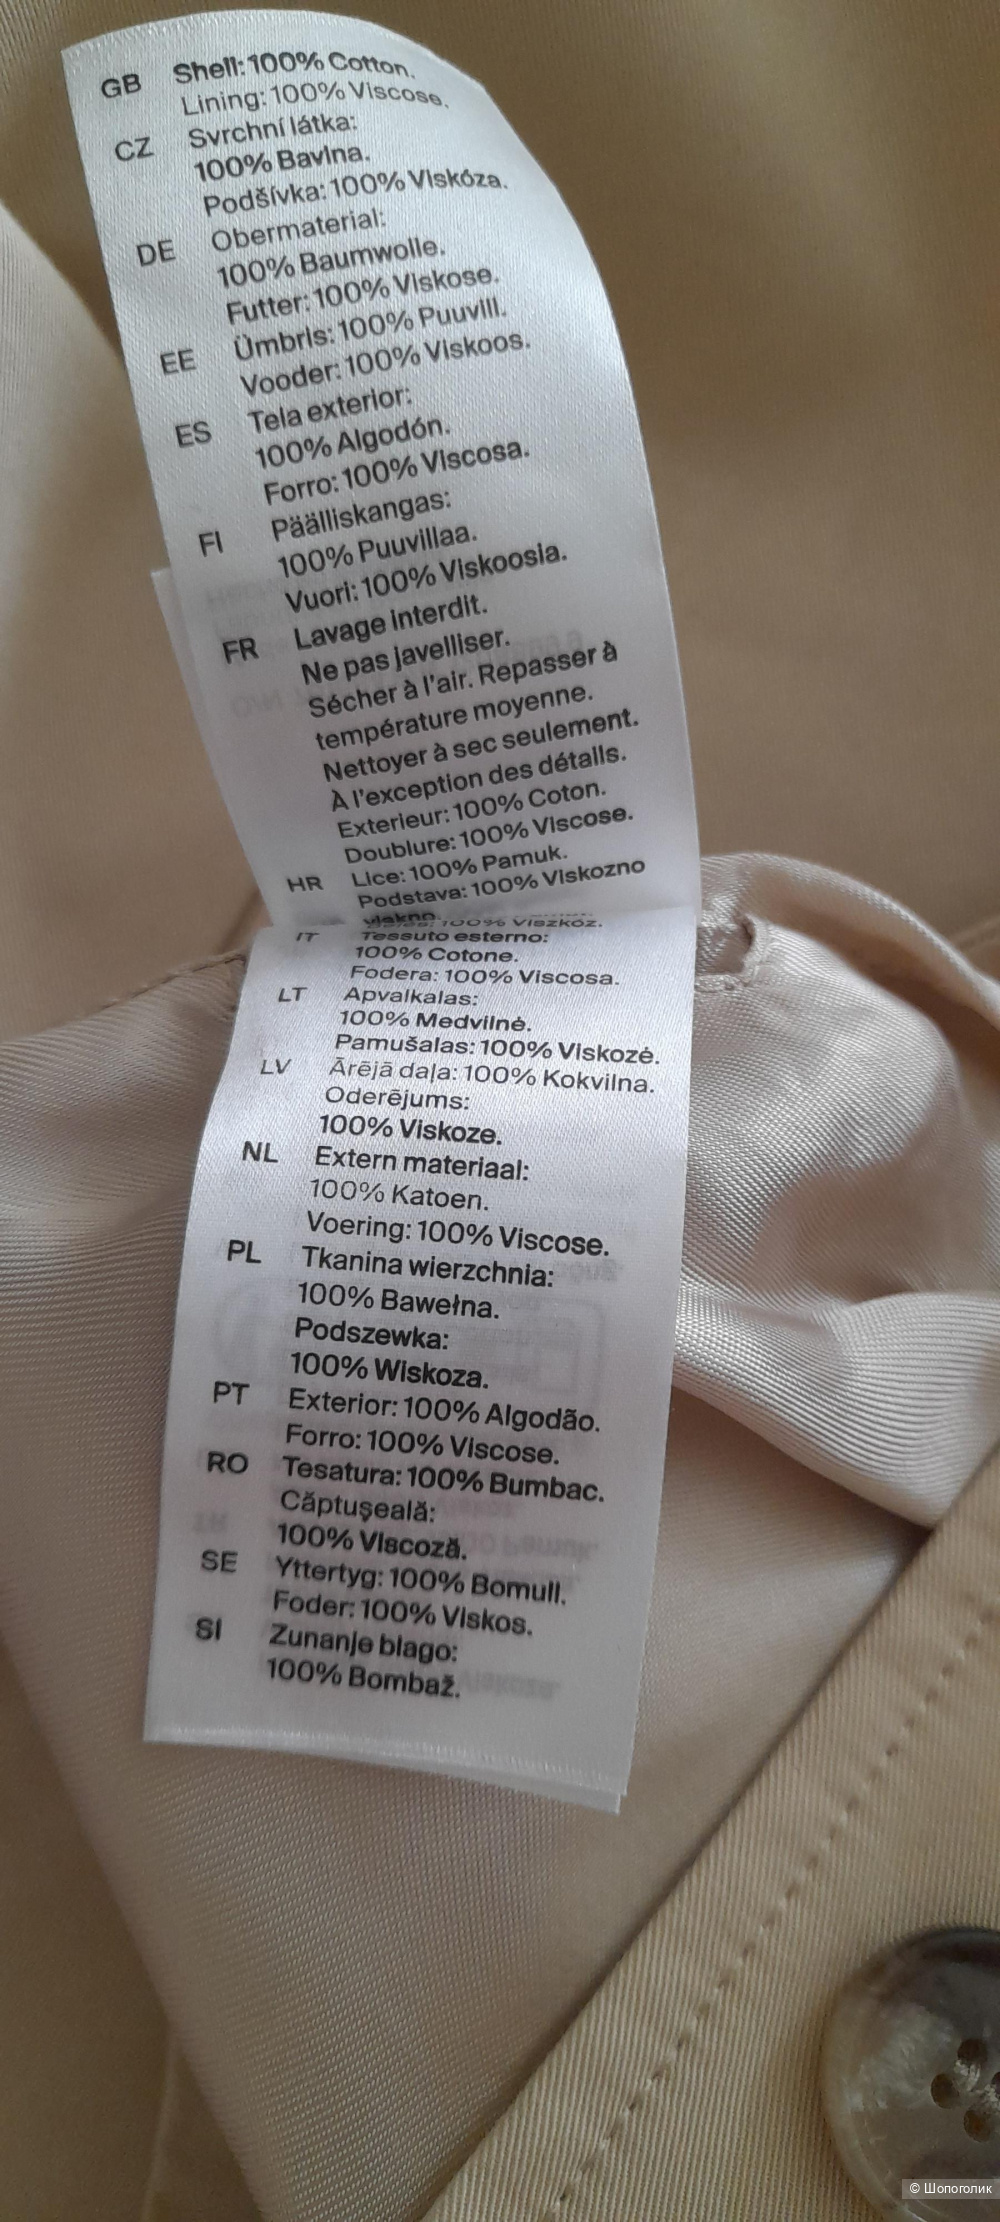 GB Shell: 100% Cotton.
Lining: 100% Viscose.
CZ Svrchní látka:
100% Bavlna.
Podšívka: 100% Viskóza.
DE Obermaterial:
100% Baumwolle.
Futter: 100% Viskose.
EE Ümbris: 100% Puuvill.
Vooder: 100% Viskoos.
ES Tela exterior:
100% Algodón.
Forro: 100% Viscosa.
FI Päälliskangas:
100% Puuvillaa.
Vuori: 100% Viskoosia.
FR Lavage interdit.
Ne pas javelliser.
Sécher à l'air. Repasser à
température moyenne.
Nettoyer à sec seulement.
À l'exception des détalls.
Exterieur: 100% Coton.
Doublure: 100% Viscose.
HR Lice: 100% Pamuk.
Podstava: 100% Viskozno
vlakno.
100% Viszkóz.
IT Tessuto esterno:
100% Cotone.
Fodera: 100% Viscosa.
LT Apvalkalas:
100% Medvilnė.
Pamušalas: 100% Viskozė.
LV Ārējā daļa: 100% Kokvilna.
Oderējums:
100% Viskoze.
NL Extern materiaal:
100% Katoen.
Voering: 100% Viscose.
PL Tkanina wierzchnia:
100% Bawełna.
Podszewka:
100% Wiskoza.
PT Exterior: 100% Algodão.
Forro: 100% Viscose.
RO Tesatura: 100% Bumbac.
Căptuşeală:
100% Viscoză.
SE Yttertyg: 100% Bomull.
Foder: 100% Viskos.
SI Zunanje blago:
100% Bombaž.
© Шопоголик